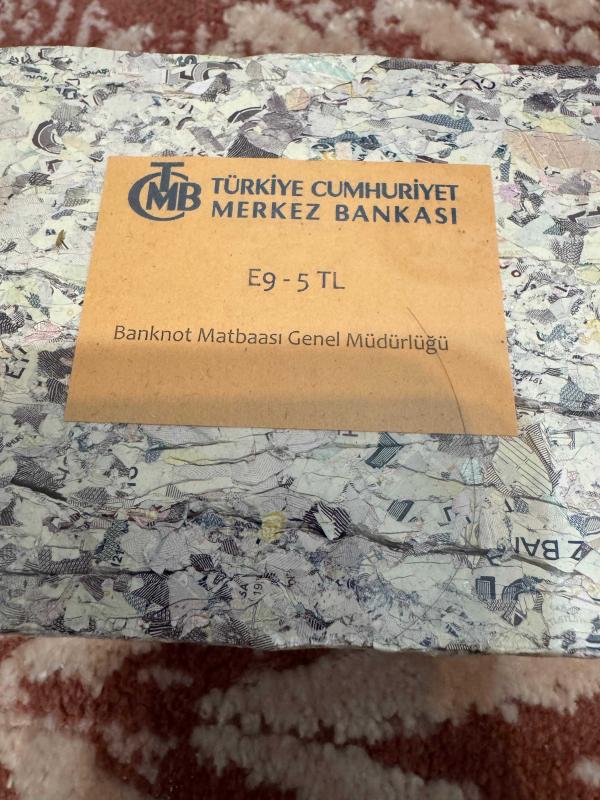 TCMB TÜRKİYE CUMHURİYET
MERKEZ BANKASI
E9 - 5 TL
Banknot Matbaası Genel Müdürlüğü